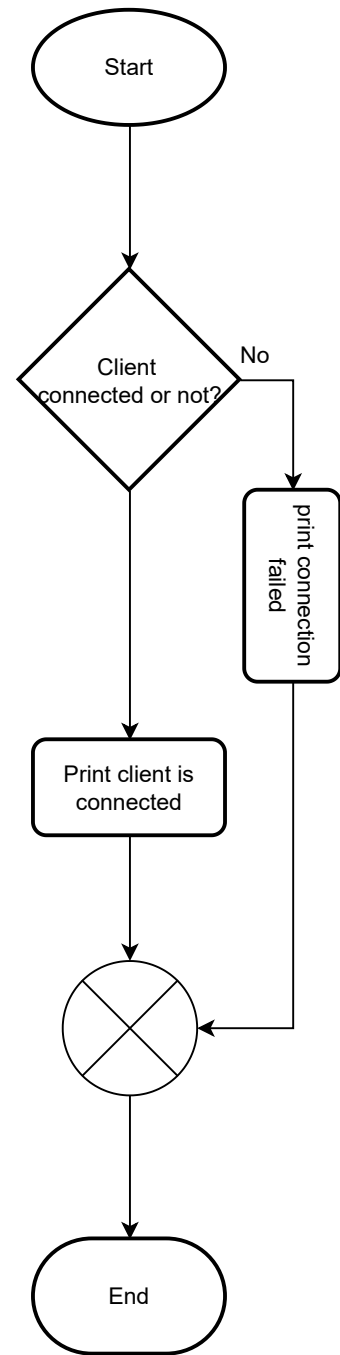 Start
Client
connected or not?
No
print connection
failed
Print client is
connected
End